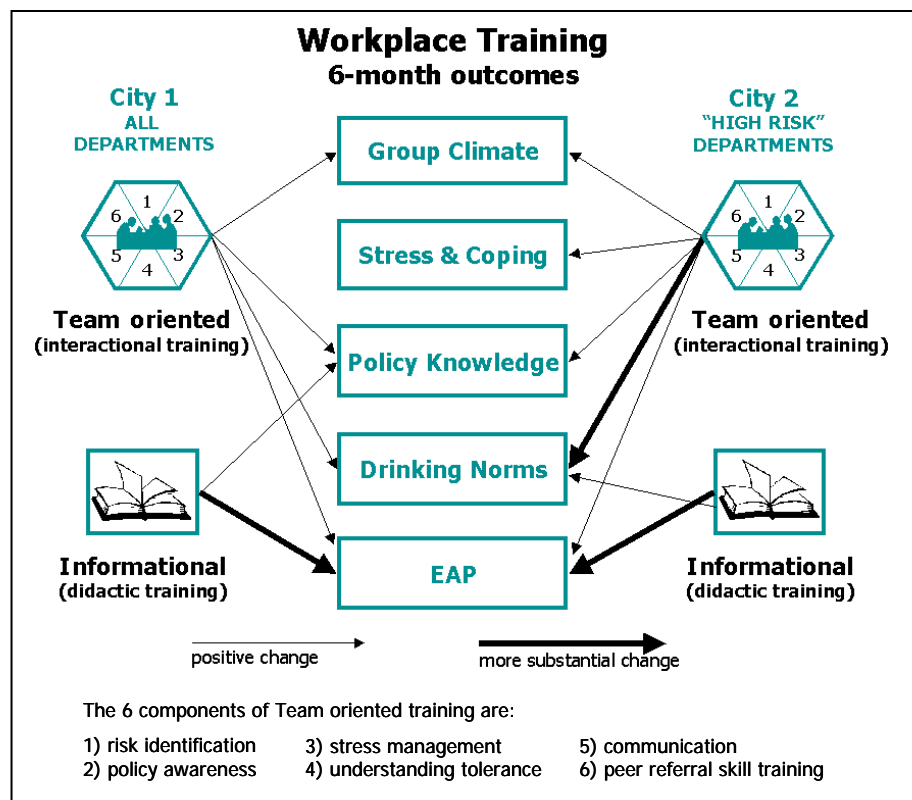 Workplace Training
6-month outcomes
City 1
ALL
DEPARTMENTS
City 2
"HIGH RISK"
DEPARTMENTS
1
2
3
4
5
6
1
2
3
4
5
6
Group Climate
Stress & Coping
Policy Knowledge
Drinking Norms
EAP
Team oriented
(interactional training)
Team oriented
(interactional training)
Informational
(didactic training)
Informational
(didactic training)
positive change
more substantial change
The 6 components of Team oriented training are:
1) risk identification 3) stress management 5) communication
2) policy awareness 4) understanding tolerance 6) peer referral skill training